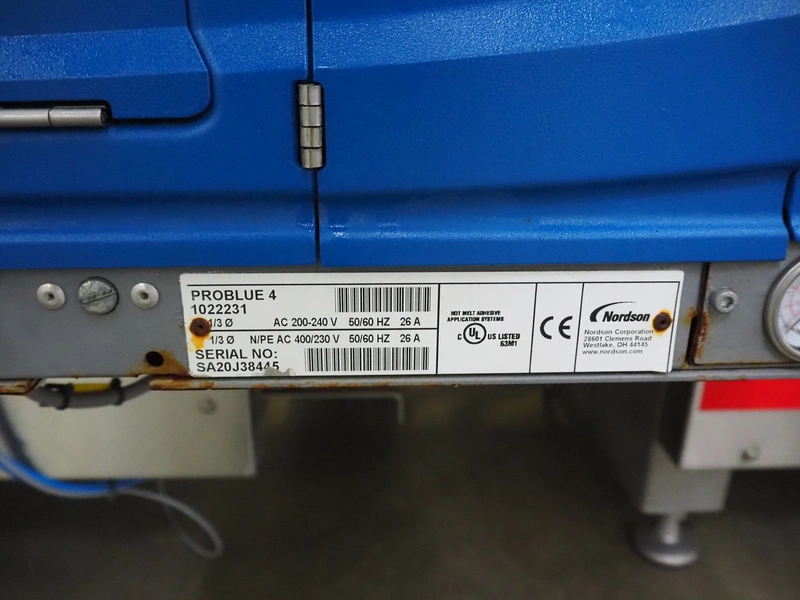 PROBLUE 4
1022231
1/3 Ø AC 200-240 V 50/60 HZ 26 A
1/3 Ø N/PE AC 400/230 V 50/60 HZ 26 A
SERIAL NO:
SA20J38445
HOT MELT ADHESIVE
APPLICATION SYSTEMS
C UL US LISTED
63M1
CE
Nordson
Nordson Corporation
28601 Clemens Road
Westlake, OH 44145
www.nordson.com